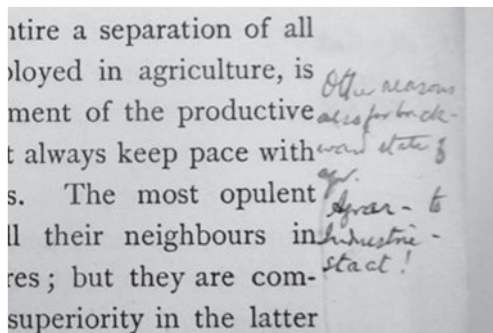 ntire a separation of all
ployed in agriculture, is
ment of the productive
t always keep pace with
s. The most opulent
ll their neighbours in
res; but they are com-
superiority in the latter
Other reasons
also for back-
ward state of
agr.
Agrar- to
Industrie-
staat!